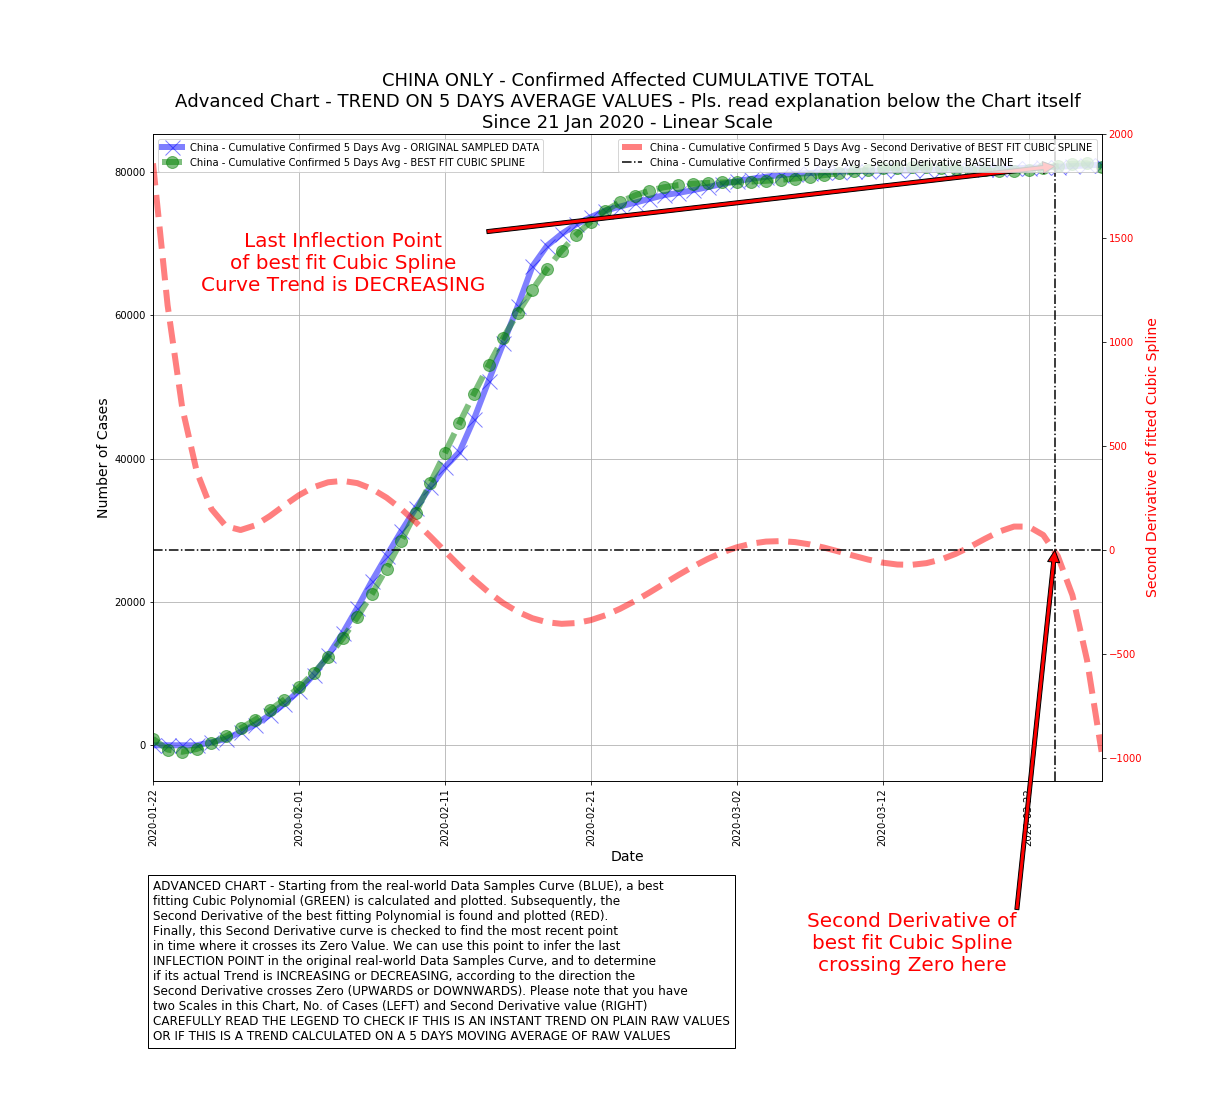 CHINA ONLY - Confirmed Affected CUMULATIVE TOTAL
Advanced Chart - TREND ON 5 DAYS AVERAGE VALUES - Pls. read explanation below the Chart itself
Since 21 Jan 2020 - Linear Scale
China - Cumulative Confirmed 5 Days Avg - ORIGINAL SAMPLED DATA
China - Cumulative Confirmed 5 Days Avg - BEST FIT CUBIC SPLINE
China - Cumulative Confirmed 5 Days Avg - Second Derivative of BEST FIT CUBIC SPLINE
China - Cumulative Confirmed 5 Days Avg - Second Derivative BASELINE
Last Inflection Point
of best fit Cubic Spline
Curve Trend is DECREASING
Number of Cases
80000
60000
40000
20000
0
2000
1500
1000
500
0
−500
−1000
Second Derivative of fitted Cubic Spline
2020-01-22
2020-02-01
2020-02-11
2020-02-21
2020-03-02
2020-03-12
Date
Second Derivative of
best fit Cubic Spline
crossing Zero here
ADVANCED CHART - Starting from the real-world Data Samples Curve (BLUE), a best
fitting Cubic Polynomial (GREEN) is calculated and plotted. Subsequently, the
Second Derivative of the best fitting Polynomial is found and plotted (RED).
Finally, this Second Derivative curve is checked to find the most recent point
in time where it crosses its Zero Value. We can use this point to infer the last
INFLECTION POINT in the original real-world Data Samples Curve, and to determine
if its actual Trend is INCREASING or DECREASING, according to the direction the
Second Derivative crosses Zero (UPWARDS or DOWNWARDS). Please note that you have
two Scales in this Chart, No. of Cases (LEFT) and Second Derivative value (RIGHT)
CAREFULLY READ THE LEGEND TO CHECK IF THIS IS AN INSTANT TREND ON PLAIN RAW VALUES
OR IF THIS IS A TREND CALCULATED ON A 5 DAYS MOVING AVERAGE OF RAW VALUES